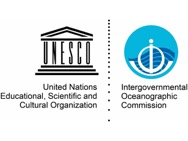 UNESCO
United Nations
Educational, Scientific and
Cultural Organization
Intergovernmental
Oceanographic
Commission